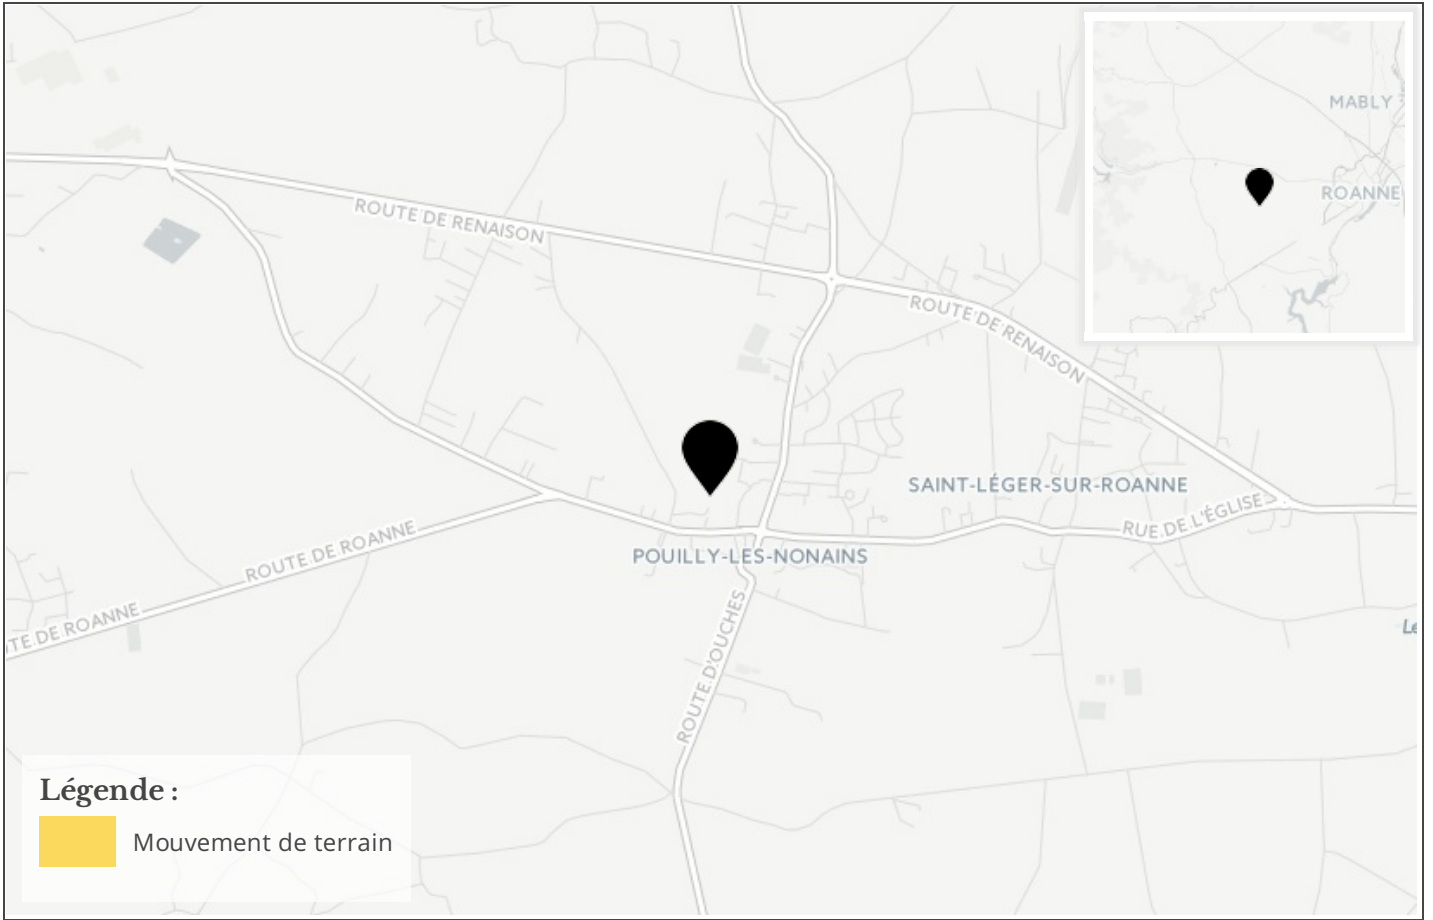 MABLY
ROANNE
ROUTE DE RENAISON
ROUTE DE RENAISON
SAINT-LÉGER-SUR-ROANNE
RUE DE L'ÉGLISE
ROUTE DE ROANNE
POUILLY-LES-NONAINS
TE DE ROANNE
ROUTE D'OUCHES
Le
Légende :
Mouvement de terrain